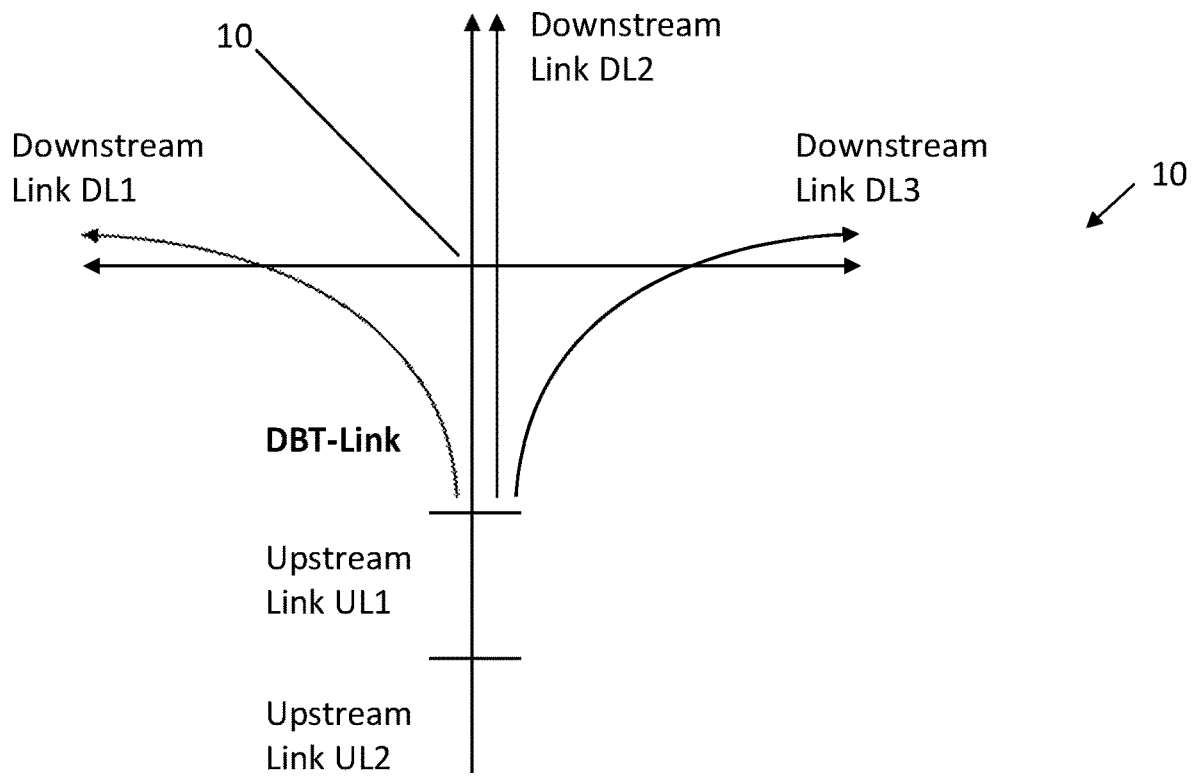 10
Downstream
Link DL2
Downstream
Link DL1
Downstream
Link DL3
10
DBT-Link
Upstream
Link UL1
Upstream
Link UL2